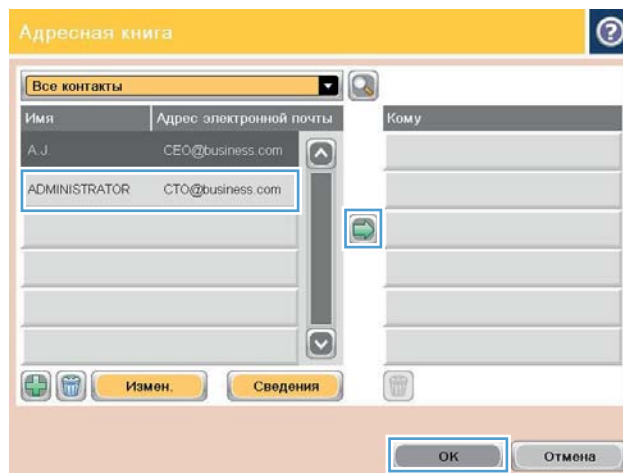 Адресная книга
Все контакты
Имя Адрес электронной почты Кому
A.J. CEO@business.com
ADMINISTRATOR CTO@business.com
Измен. Сведения
OK Отмена